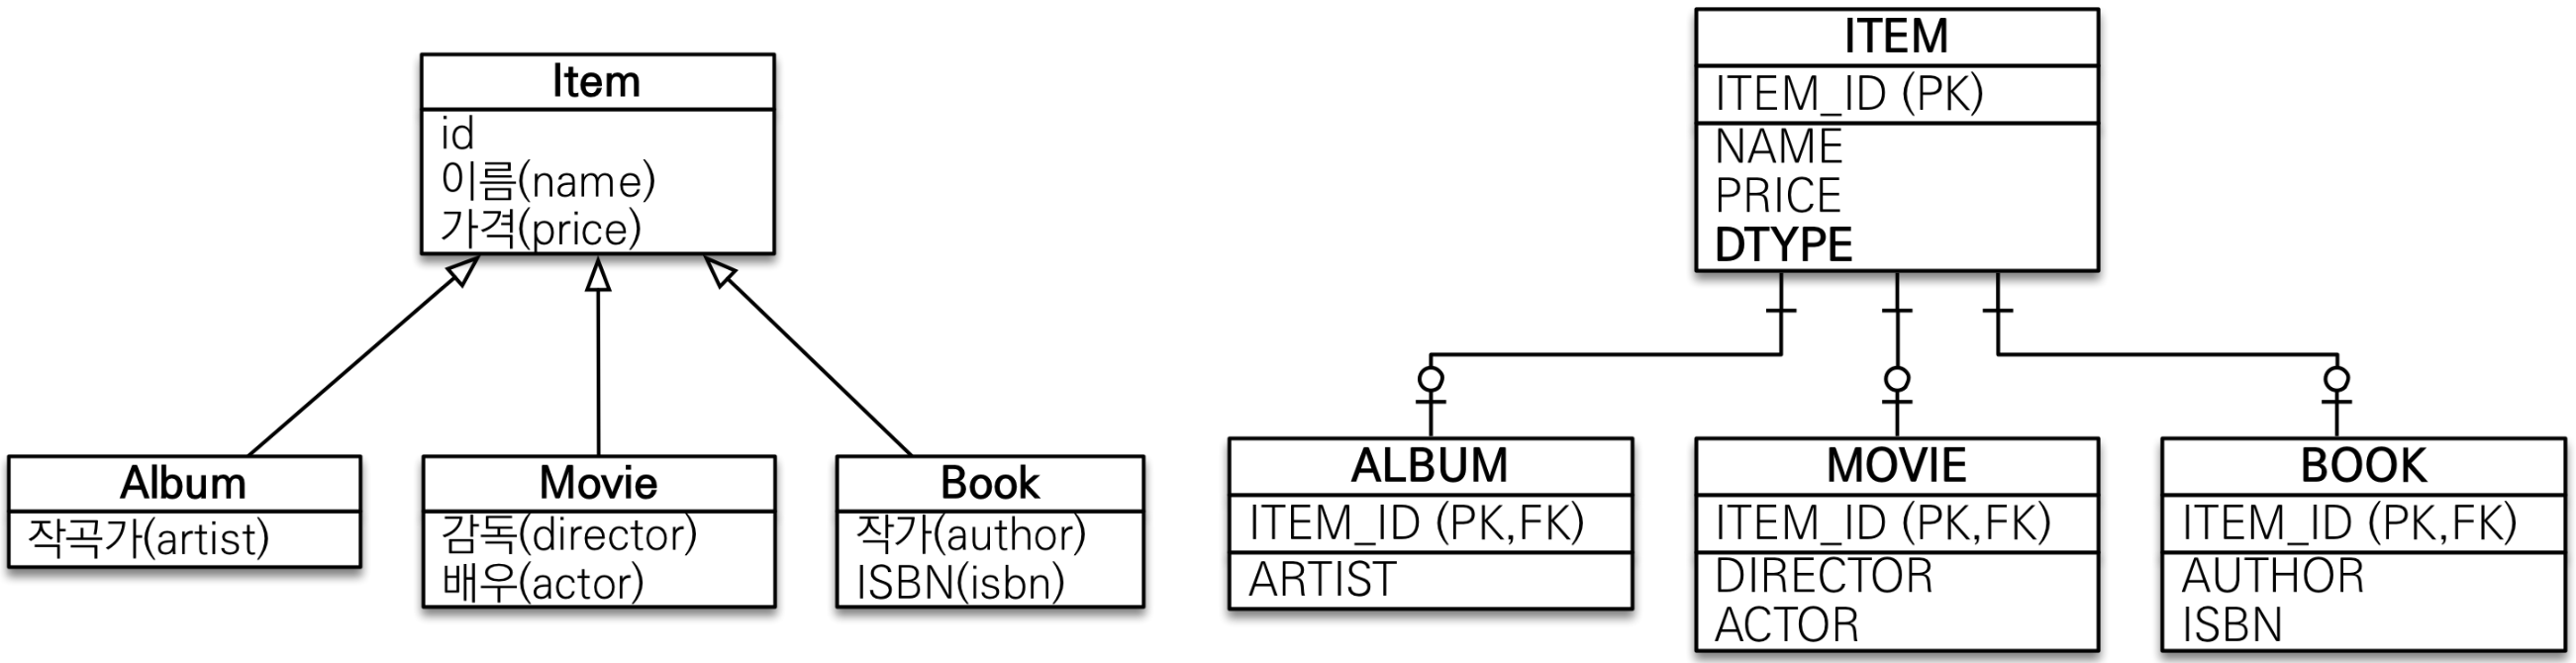 Item
id
이름(name)
가격(price)
Album
작곡가(artist)
Movie
감독(director)
배우(actor)
Book
작가(author)
ISBN(isbn)
ITEM
ITEM_ID (PK)
NAME
PRICE
DTYPE
ALBUM
ITEM_ID (PK,FK)
ARTIST
MOVIE
ITEM_ID (PK,FK)
DIRECTOR
ACTOR
BOOK
ITEM_ID (PK,FK)
AUTHOR
ISBN